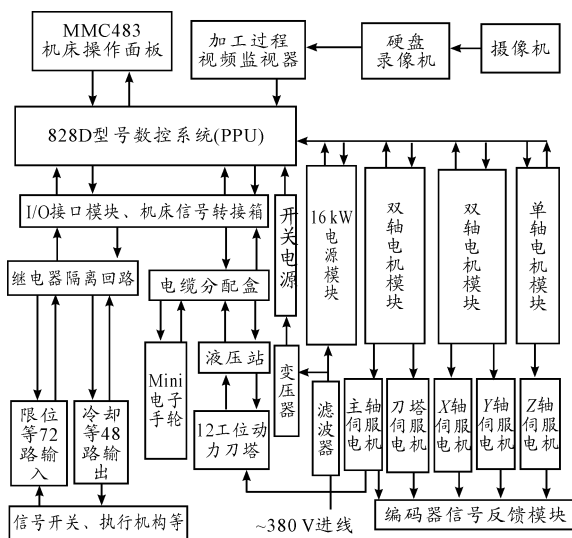 MMC483
机床操作面板
加工过程
视频监视器
硬盘
录像机
摄像机
828D型号数控系统(PPU)
I/O接口模块、机床信号转接箱
开关电源
16 kW电源模块
双轴电机模块
双轴电机模块
单轴电机模块
继电器隔离回路
电缆分配盒
Mini
电子
手轮
液压站
变压器
滤波器
限位
等72
路输
入
冷却
等48
路输
出
12工位动
力刀塔
主轴
伺服
电机
刀塔
伺服
电机
X轴
伺服
电机
Y轴
伺服
电机
Z轴
伺服
电机
信号开关、执行机构等
~380 V进线
编码器信号反馈模块